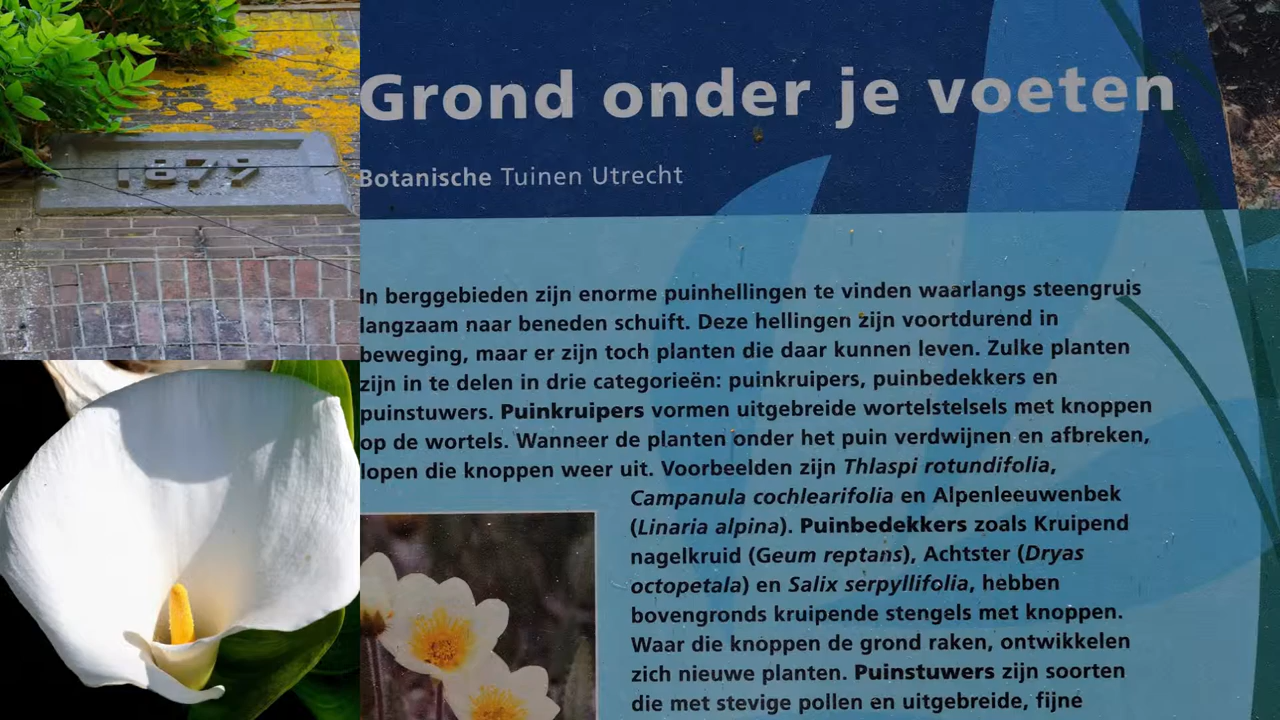 1879
Grond onder je voeten
Botanische Tuinen Utrecht
In berggebieden zijn enorme puinhellingen te vinden waarlangs steengruis
langzaam naar beneden schuift. Deze hellingen zijn voortdurend in
beweging, maar er zijn toch planten die daar kunnen leven. Zulke planten
zijn in te delen in drie categorieën: puinkruipers, puinbedekkers en
puinstuwers. Puinkruipers vormen uitgebreide wortelstelsels met knoppen
op de wortels. Wanneer de planten onder het puin verdwijnen en afbreken,
lopen die knoppen weer uit. Voorbeelden zijn Thlaspi rotundifolia,
Campanula cochlearifolia en Alpenleeuwenbek
(Linaria alpina). Puinbedekkers zoals Kruipend
nagelkruid (Geum reptans), Achtster (Dryas
octopetala) en Salix serpyllifolia, hebben
bovengronds kruipende stengels met knoppen.
Waar die knoppen de grond raken, ontwikkelen
zich nieuwe planten. Puinstuwers zijn soorten
die met stevige pollen en uitgebreide, fijne